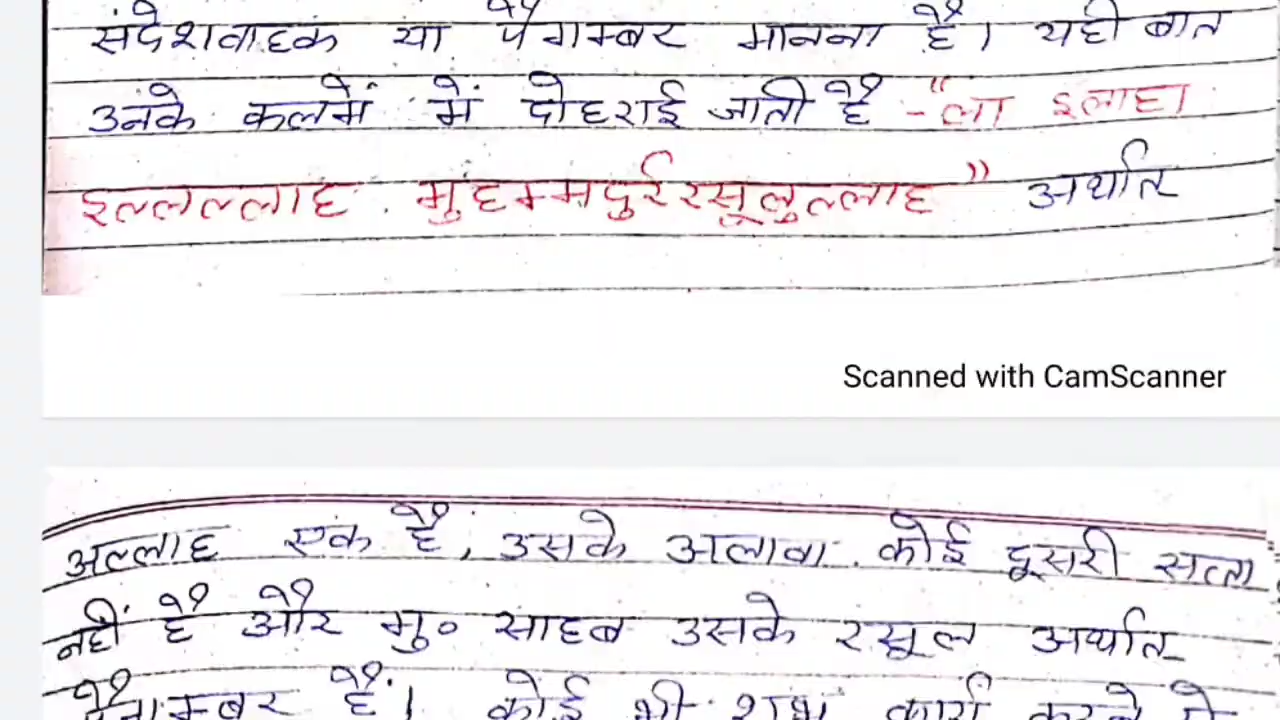 संदेशवाहक या पैगम्बर मानना है। यही बात
उनके कलमें में दोहराई जाती है - "ला इलाहा
इल्लल्लाह मुहम्मदुर्ररसूलुल्लाह" अर्थात
Scanned with CamScanner
अल्लाह एक है, उसके अलावा कोई दूसरी सत्ता
नहीं है और मु० साहब उसके रसूल अर्थात
पैगम्बर हैं। कोई भी शुभ कार्य करने से